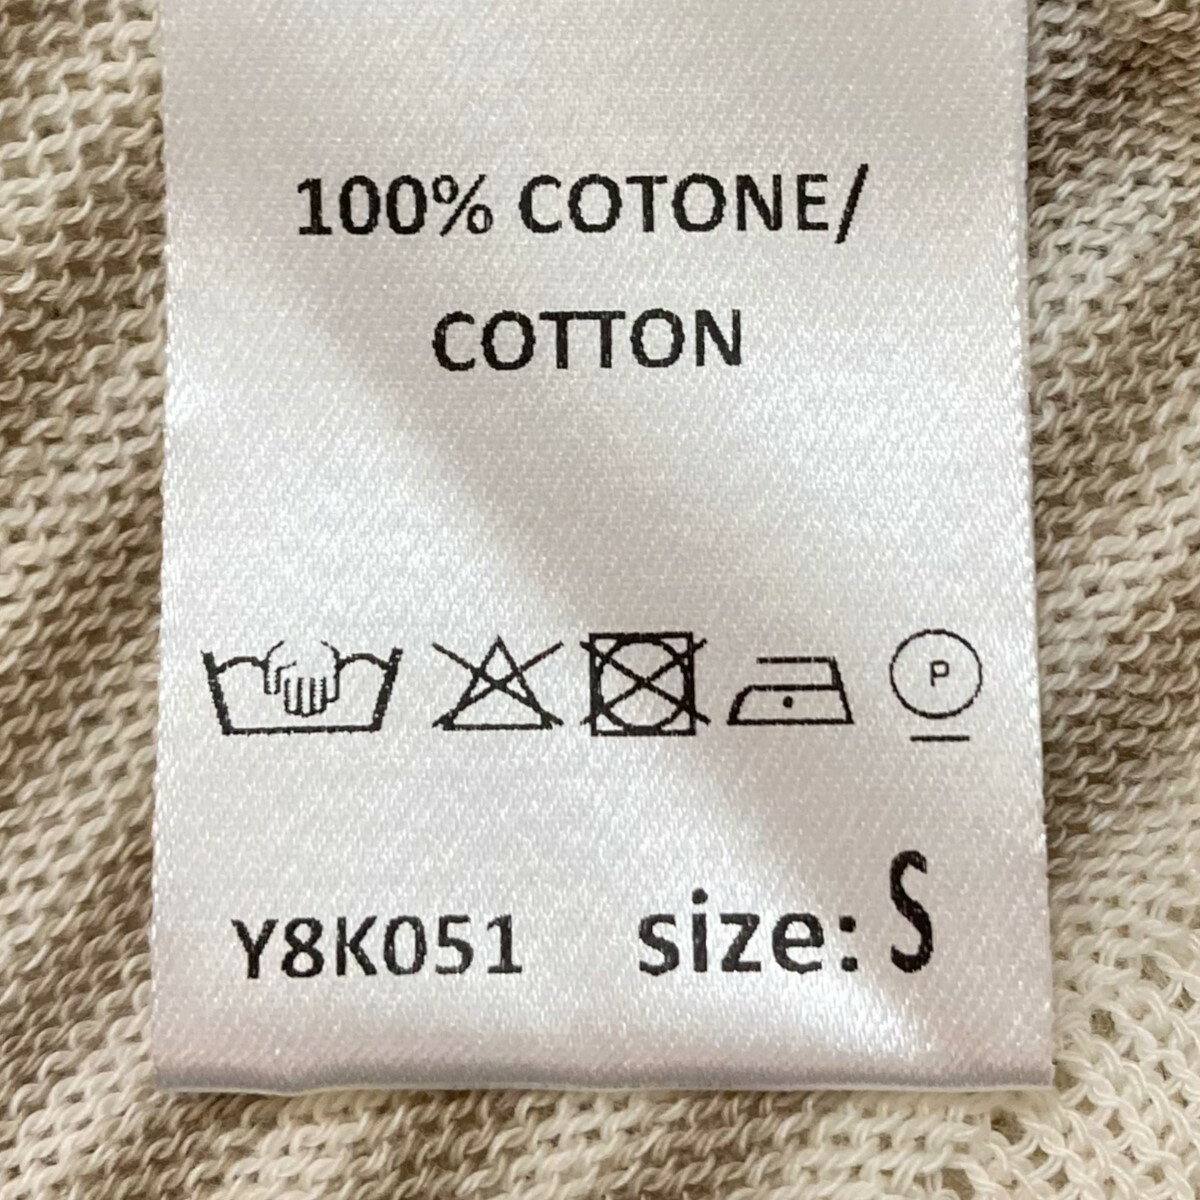 100% COTONE/
COTTON
P
Y8K051 size: S